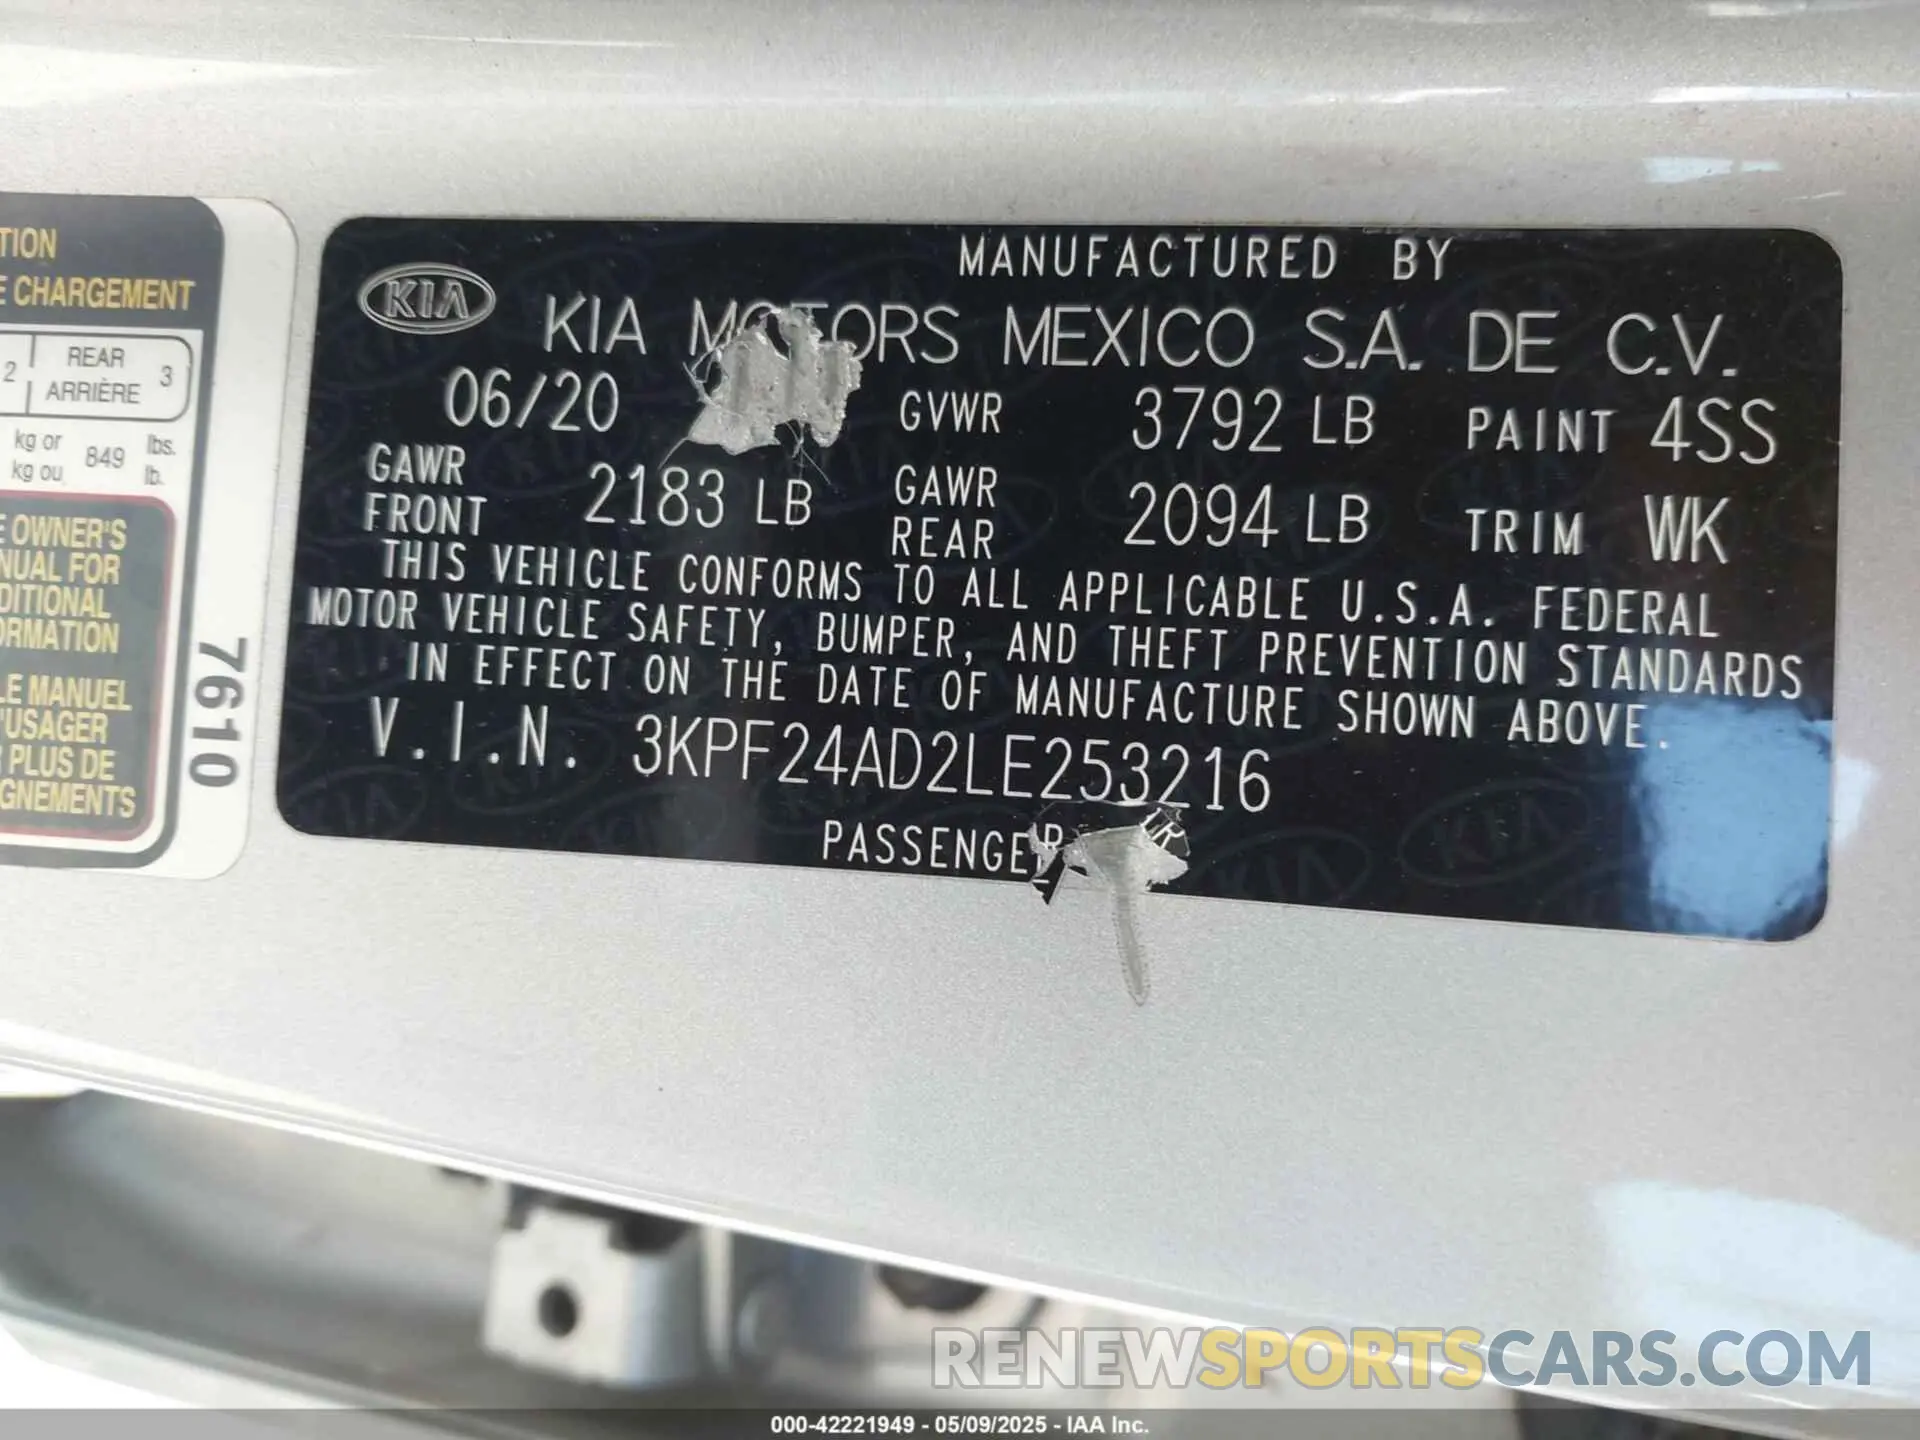 TION
E CHARGEMENT
2 REAR ARRIÈRE 3
kg or 849 lbs.
kg ou lb.
E OWNER'S
NUAL FOR
DITIONAL
ORMATION
LE MANUEL
'USAGER
R PLUS DE
GNEMENTS
7610
MANUFACTURED BY
KIA KIA MOTORS MEXICO S.A. DE C.V.
06/20 GVWR 3792 LB PAINT 4SS
GAWR FRONT 2183 LB GAWR REAR 2094 LB TRIM WK
THIS VEHICLE CONFORMS TO ALL APPLICABLE U.S.A. FEDERAL
MOTOR VEHICLE SAFETY, BUMPER, AND THEFT PREVENTION STANDARDS
IN EFFECT ON THE DATE OF MANUFACTURE SHOWN ABOVE.
V.I.N. 3KPF24AD2LE253216
PASSENGER
RENEWSPORTSCARS.COM
000-42221949 - 05/09/2025 - IAA Inc.